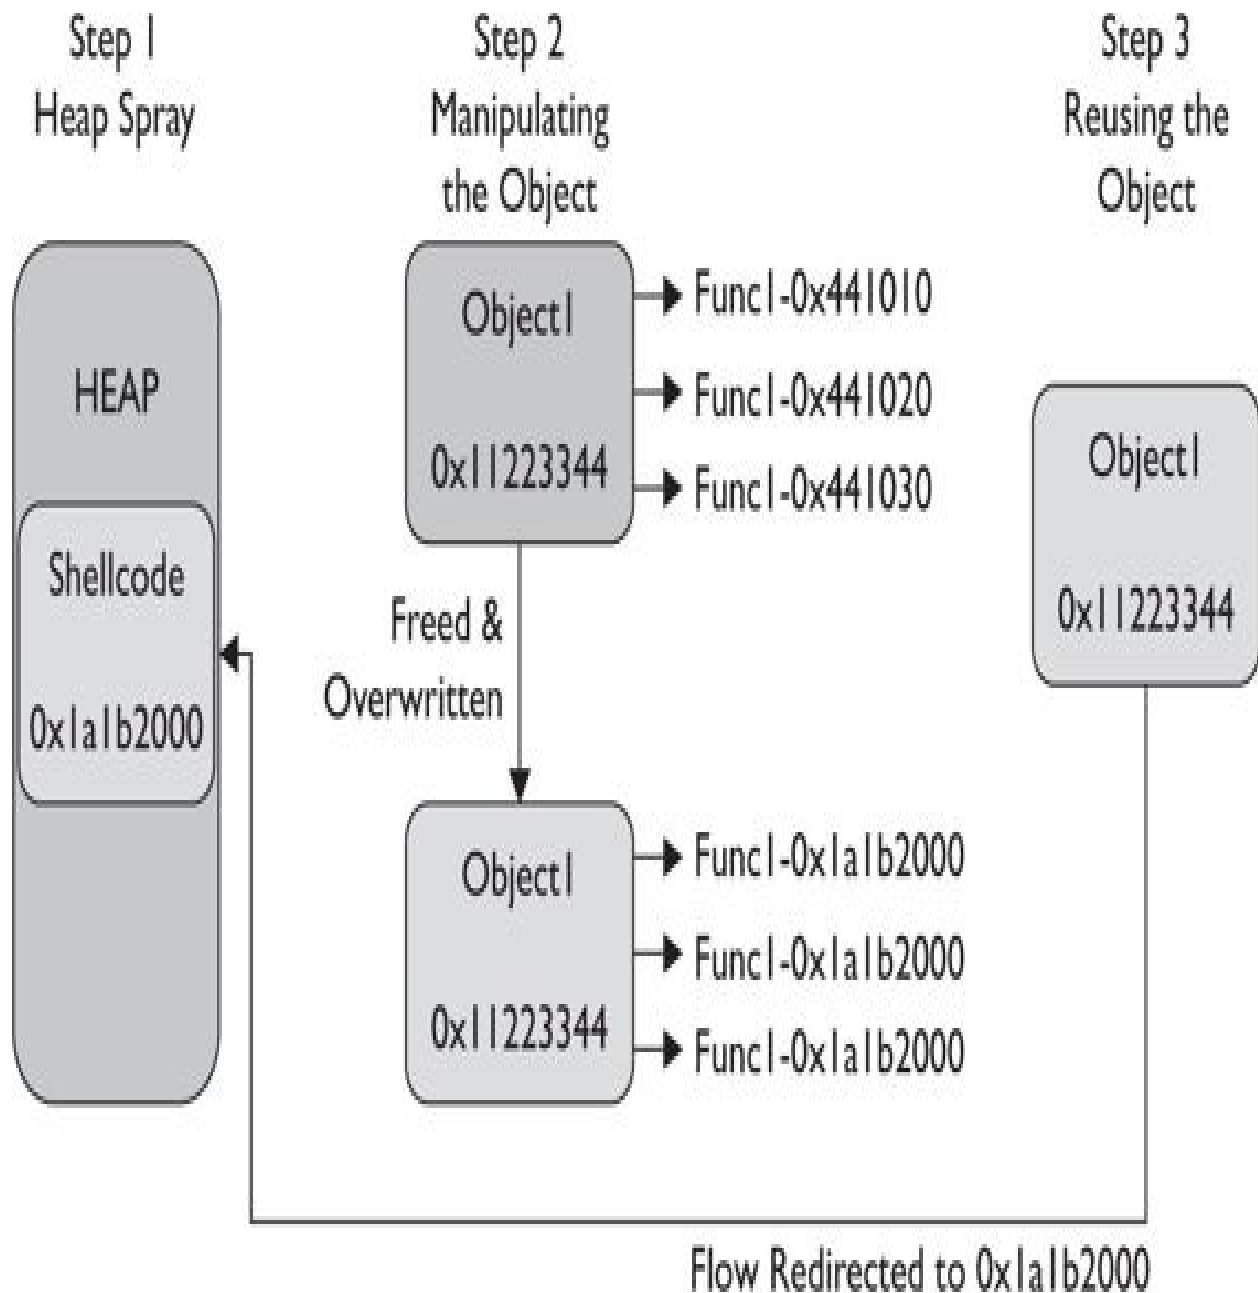 Step 1
Heap Spray
HEAP
Shellcode
0x1a1b2000
Step 2
Manipulating
the Object
Object1
0x11223344
Func1-0x441010
Func1-0x441020
Func1-0x441030
Freed &
Overwritten
Object1
0x11223344
Func1-0x1a1b2000
Func1-0x1a1b2000
Func1-0x1a1b2000
Step 3
Reusing the
Object
Object1
0x11223344
Flow Redirected to 0x1a1b2000